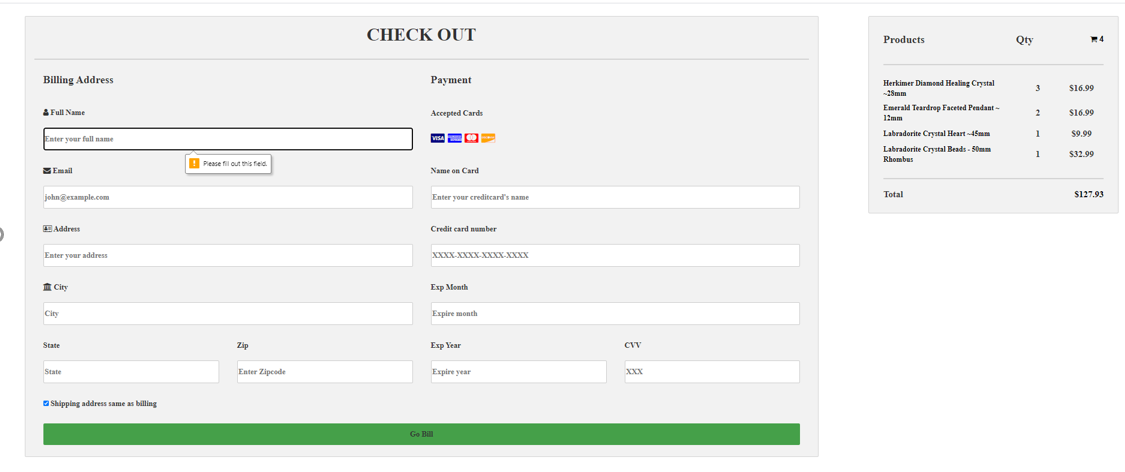 CHECK OUT
Billing Address
Full Name
Enter your full name
Please fill out this field.
Email
john@example.com
Address
Enter your address
City
City
State Zip
State Enter Zipcode
Shipping address same as billing
Payment
Accepted Cards
VISA
Name on Card
Enter your creditcard's name
Credit card number
XXXX-XXXX-XXXX-XXXX
Exp Month
Expire month
Exp Year CVV
Expire year XXX
Go Bill
Products Qty 4
Herkimer Diamond Healing Crystal
~28mm 3 $16.99
Emerald Teardrop Faceted Pendant ~
12mm 2 $16.99
Labradorite Crystal Heart ~45mm 1 $9.99
Labradorite Crystal Beads - 50mm
Rhombus 1 $32.99
Total $127.93